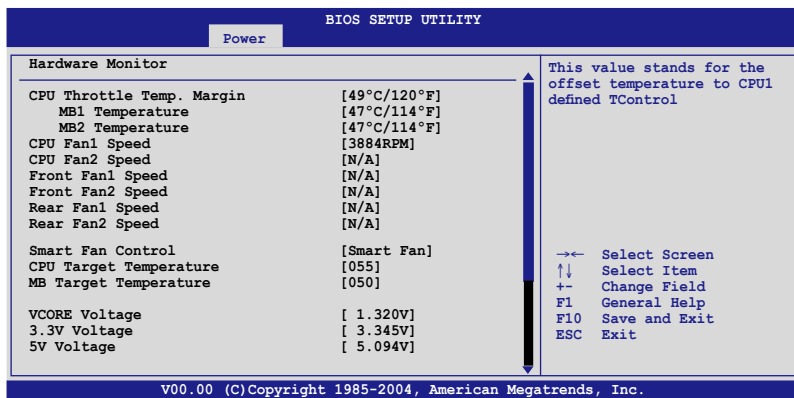 BIOS SETUP UTILITY
Power
Hardware Monitor
CPU Throttle Temp. Margin [49°C/120°F]
MB1 Temperature [47°C/114°F]
MB2 Temperature [47°C/114°F]
CPU Fan1 Speed [3884RPM]
CPU Fan2 Speed [N/A]
Front Fan1 Speed [N/A]
Front Fan2 Speed [N/A]
Rear Fan1 Speed [N/A]
Rear Fan2 Speed [N/A]
Smart Fan Control [Smart Fan]
CPU Target Temperature [055]
MB Target Temperature [050]
VCORE Voltage [ 1.320V]
3.3V Voltage [ 3.345V]
5V Voltage [ 5.094V]
This value stands for the
offset temperature to CPU1
defined TControl
→← Select Screen
↑↓ Select Item
+- Change Field
F1 General Help
F10 Save and Exit
ESC Exit
V00.00 (C)Copyright 1985-2004, American Megatrends, Inc.